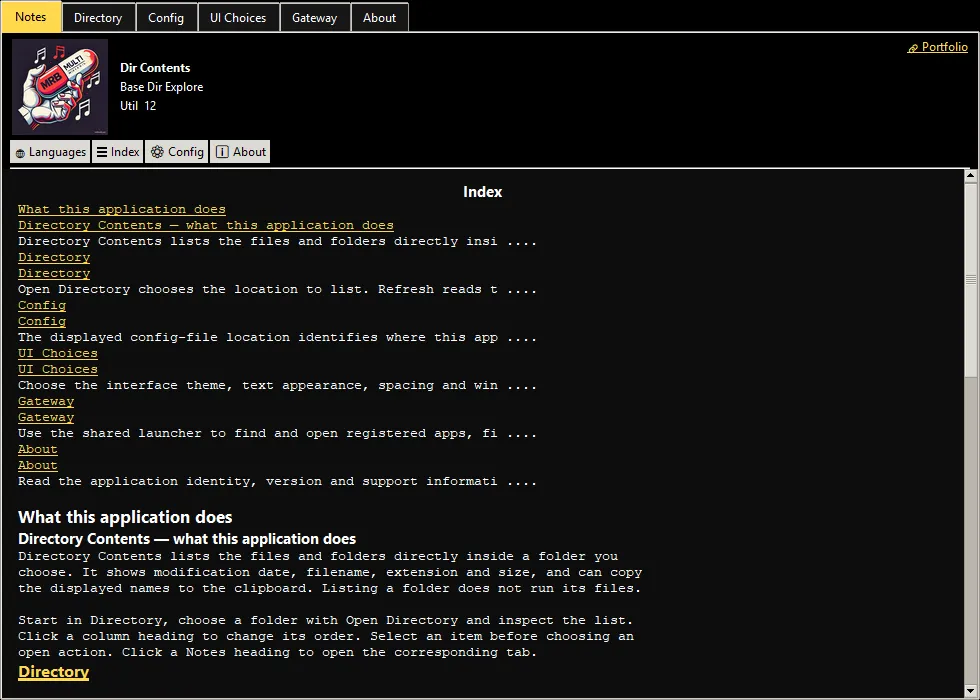 Notes
Directory
Config
UI Choices
Gateway
About
Portfolio
MRB
MULTI
Dir Contents
Base Dir Explore
Util 12
Languages
Index
Config
About
Index
What this application does
Directory Contents — what this application does
Directory Contents lists the files and folders directly insi ....
Directory
Directory
Open Directory chooses the location to list. Refresh reads t ....
Config
Config
The displayed config-file location identifies where this app ....
UI Choices
UI Choices
Choose the interface theme, text appearance, spacing and win ....
Gateway
Gateway
Use the shared launcher to find and open registered apps, fi ....
About
About
Read the application identity, version and support informati ....
What this application does
Directory Contents — what this application does
Directory Contents lists the files and folders directly inside a folder you
choose. It shows modification date, filename, extension and size, and can copy
the displayed names to the clipboard. Listing a folder does not run its files.
Start in Directory, choose a folder with Open Directory and inspect the list.
Click a column heading to change its order. Select an item before choosing an
open action. Click a Notes heading to open the corresponding tab.
Directory